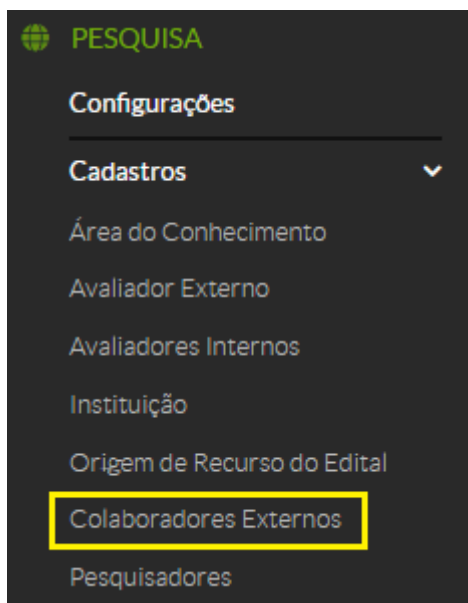 PESQUISA
Configurações
Cadastros
Área do Conhecimento
Avaliador Externo
Avaliadores Internos
Instituição
Origem de Recurso do Edital
Colaboradores Externos
Pesquisadores